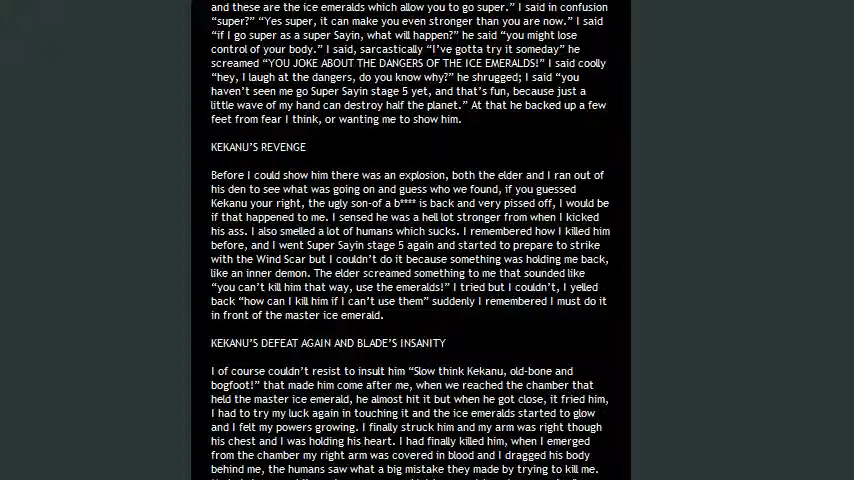 and these are the ice emeralds which allow you to go super.” I said in confusion
“super?” “Yes super, it can make you even stronger than you are now.” I said
“if I go super as a super Sayin, what will happen?” he said “you might lose
control of your body.” I said, sarcastically “I’ve gotta try it someday” he
screamed “YOU JOKE ABOUT THE DANGERS OF THE ICE EMERALDS!” I said coolly
“hey, I laugh at the dangers, do you know why?” he shrugged; I said “you
haven’t seen me go Super Sayin stage 5 yet, and that’s fun, because just a
little wave of my hand can destroy half the planet.” At that he backed up a few
feet from fear I think, or wanting me to show him.
KEKANU’S REVENGE
Before I could show him there was an explosion, both the elder and I ran out of
his den to see what was going on and guess who we found, if you guessed
Kekanu your right, the ugly son-of a b**** is back and very pissed off, I would be
if that happened to me. I sensed he was a hell lot stronger from when I kicked
his ass. I also smelled a lot of humans which sucks. I remembered how I killed him
before, and I went Super Sayin stage 5 again and started to prepare to strike
with the Wind Scar but I couldn’t do it because something was holding me back,
like an inner demon. The elder screamed something to me that sounded like
“you can’t kill him that way, use the emeralds!” I tried but I couldn’t, I yelled
back “how can I kill him if I can’t use them” suddenly I remembered I must do it
in front of the master ice emerald.
KEKANU’S DEFEAT AGAIN AND BLADE’S INSANITY
I of course couldn’t resist to insult him “Slow think Kekanu, old-bone and
bogfoot!” that made him come after me, when we reached the chamber that
held the master ice emerald, he almost hit it but when he got close, it fried him,
I had to try my luck again in touching it and the ice emeralds started to glow
and I felt my powers growing. I finally struck him and my arm was right though
his chest and I was holding his heart. I had finally killed him, when I emerged
from the chamber my right arm was covered in blood and I dragged his body
behind me, the humans saw what a big mistake they made by trying to kill me.